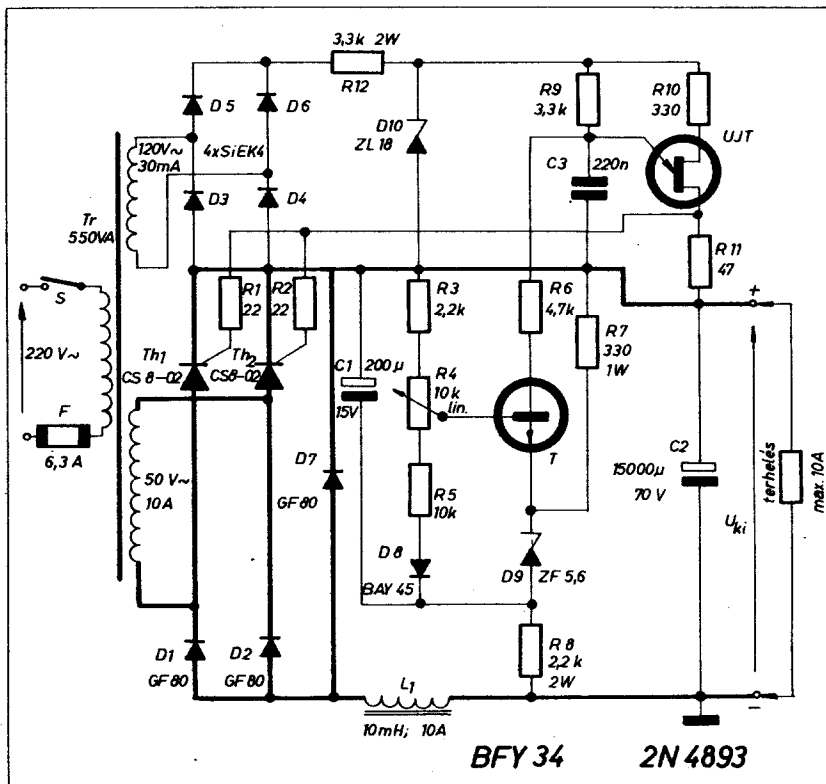 3,3k 2W
R12
D5
D6
R9
3,3k
R10
330
D10
ZL 18
UJT
120V~
30mA
4xSiEK4
C3
220n
D3
D4
Tr
550VA
R11
47
S
R1
22
R2
22
R3
2,2k
R6
4,7k
R7
330
1W
+
220 V~
Th1
CS 8-02
Th2
CS8-02
C1
200µ
15V
R4
10k
lin.
T
F
6,3 A
50 V~
10A
D7
GF 80
R5
10k
C2
15000µ
70 V
Uki
terhelés
max. 10A
D8
BAY 45
D9
ZF 5,6
D1
GF 80
D2
GF80
R8
2,2 k
2W
L1
10mH; 10A
−
BFY 34
2N 4893